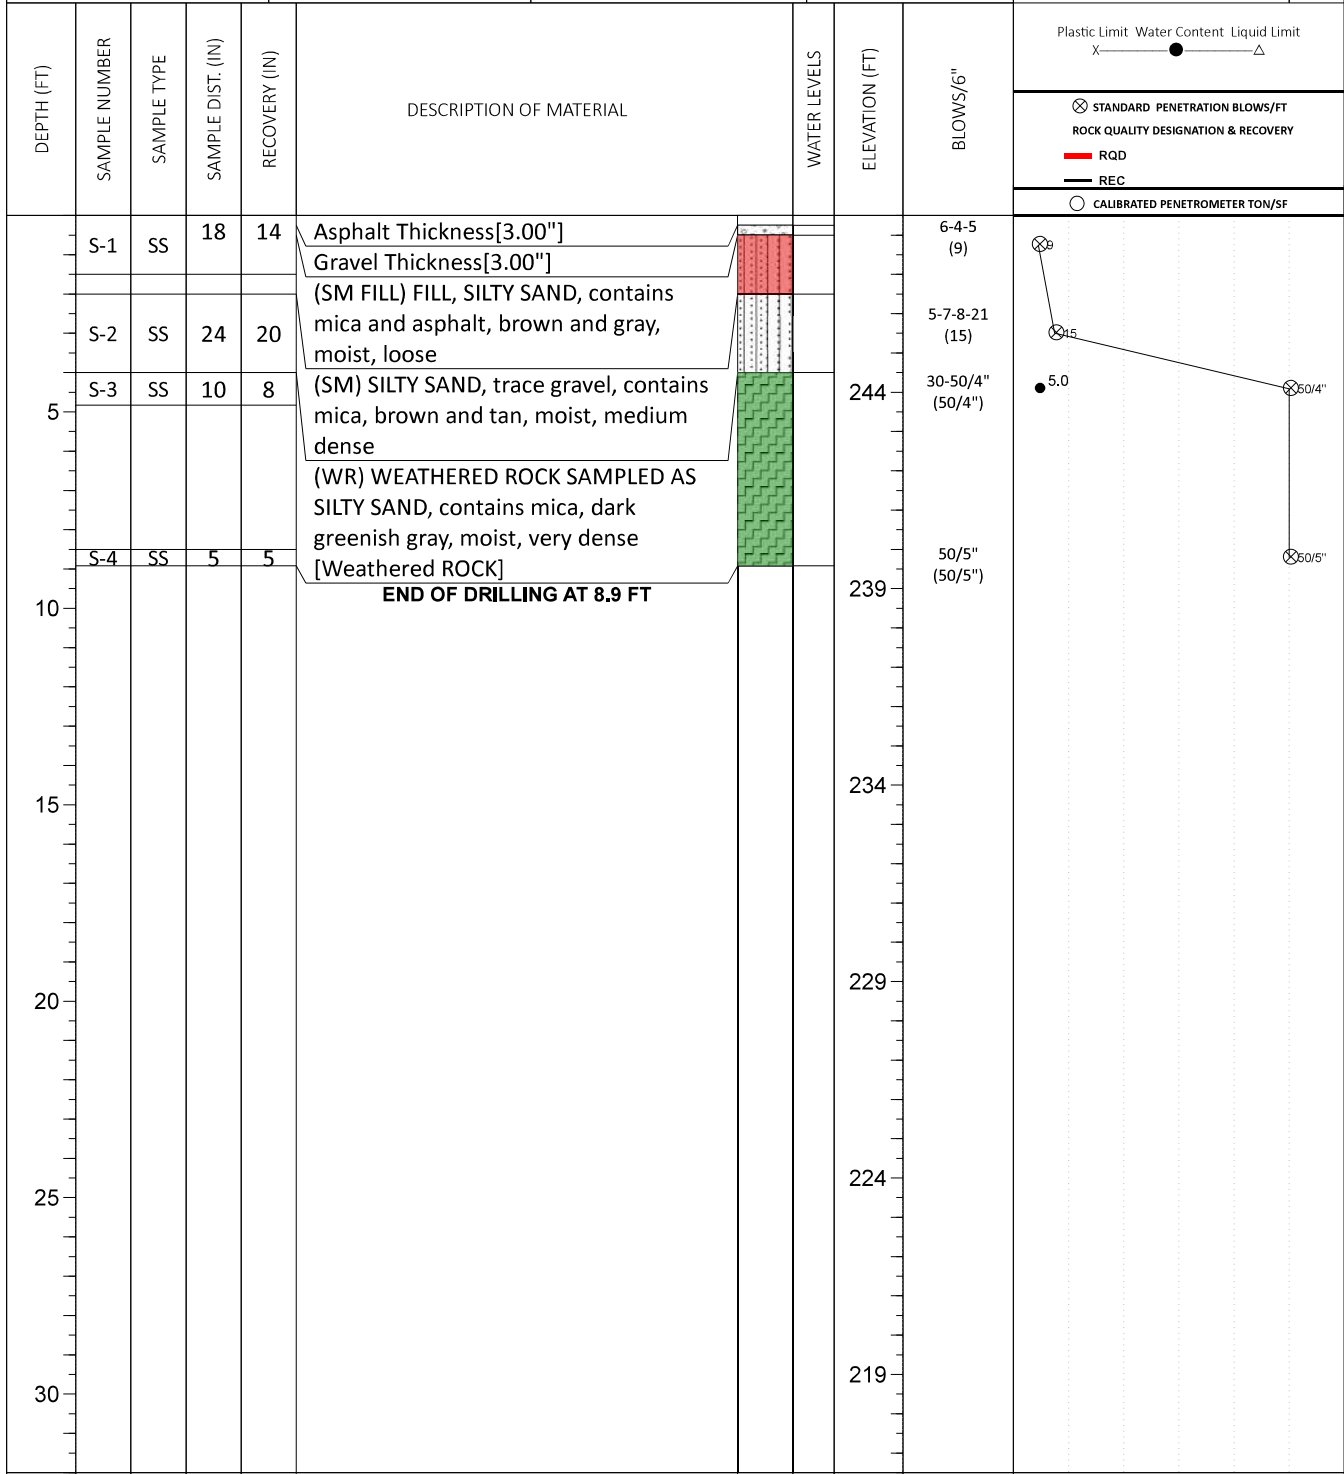 DEPTH (FT)
SAMPLE NUMBER
SAMPLE TYPE
SAMPLE DIST. (IN)
RECOVERY (IN)
DESCRIPTION OF MATERIAL
WATER LEVELS
ELEVATION (FT)
BLOWS/6"
Plastic Limit Water Content Liquid Limit
X
STANDARD PENETRATION BLOWS/FT
ROCK QUALITY DESIGNATION & RECOVERY
RQD
REC
CALIBRATED PENETROMETER TON/SF
S-1 SS 18 14
Asphalt Thickness[3.00"]
Gravel Thickness[3.00"]
6-4-5
(9)
9
(SM FILL) FILL, SILTY SAND, contains
mica and asphalt, brown and gray,
moist, loose
S-2 SS 24 20
5-7-8-21
(15)
15
S-3 SS 10 8
(SM) SILTY SAND, trace gravel, contains
mica, brown and tan, moist, medium
dense
244
30-50/4"
(50/4")
5.0
50/4"
5
(WR) WEATHERED ROCK SAMPLED AS
SILTY SAND, contains mica, dark
greenish gray, moist, very dense
[Weathered ROCK]
S-4 SS 5 5
50/5"
(50/5")
50/5"
END OF DRILLING AT 8.9 FT
239
10
234
15
229
20
224
25
219
30